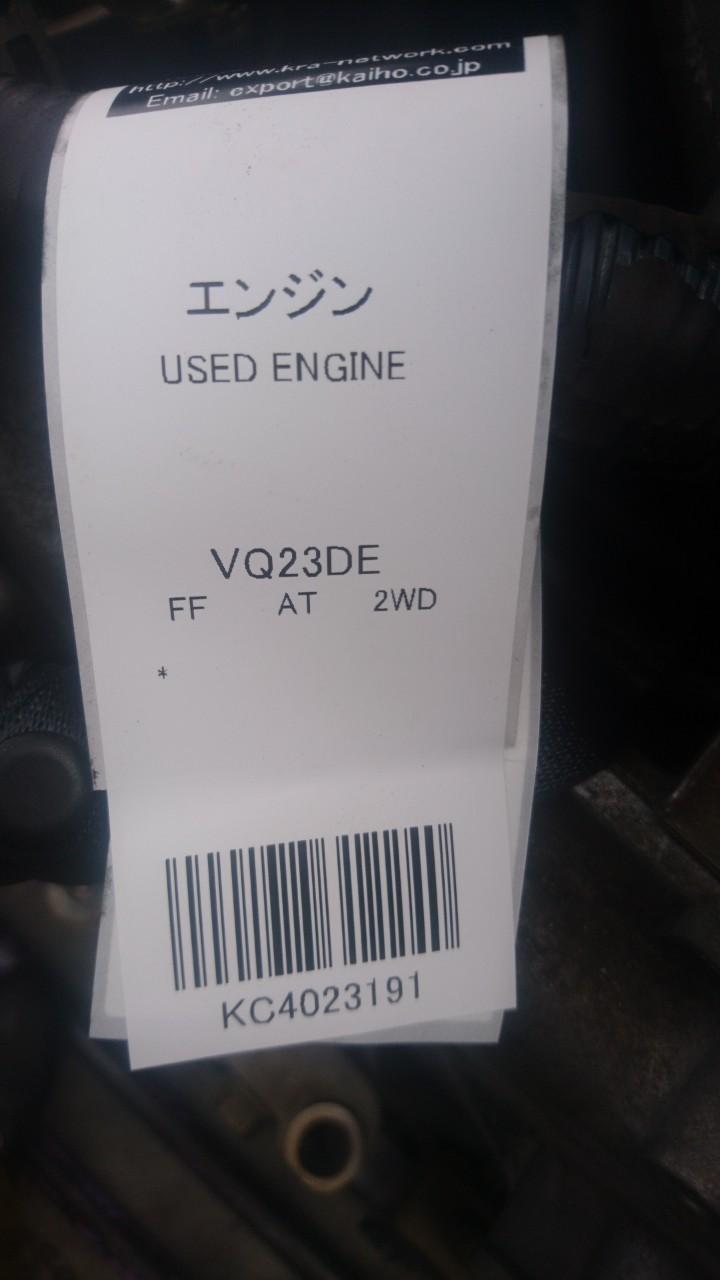 http://www.kra-network.com
Email: export@kaiho.co.jp
エンジン
USED ENGINE
VQ23DE
FF AT 2WD
*
KC4023191